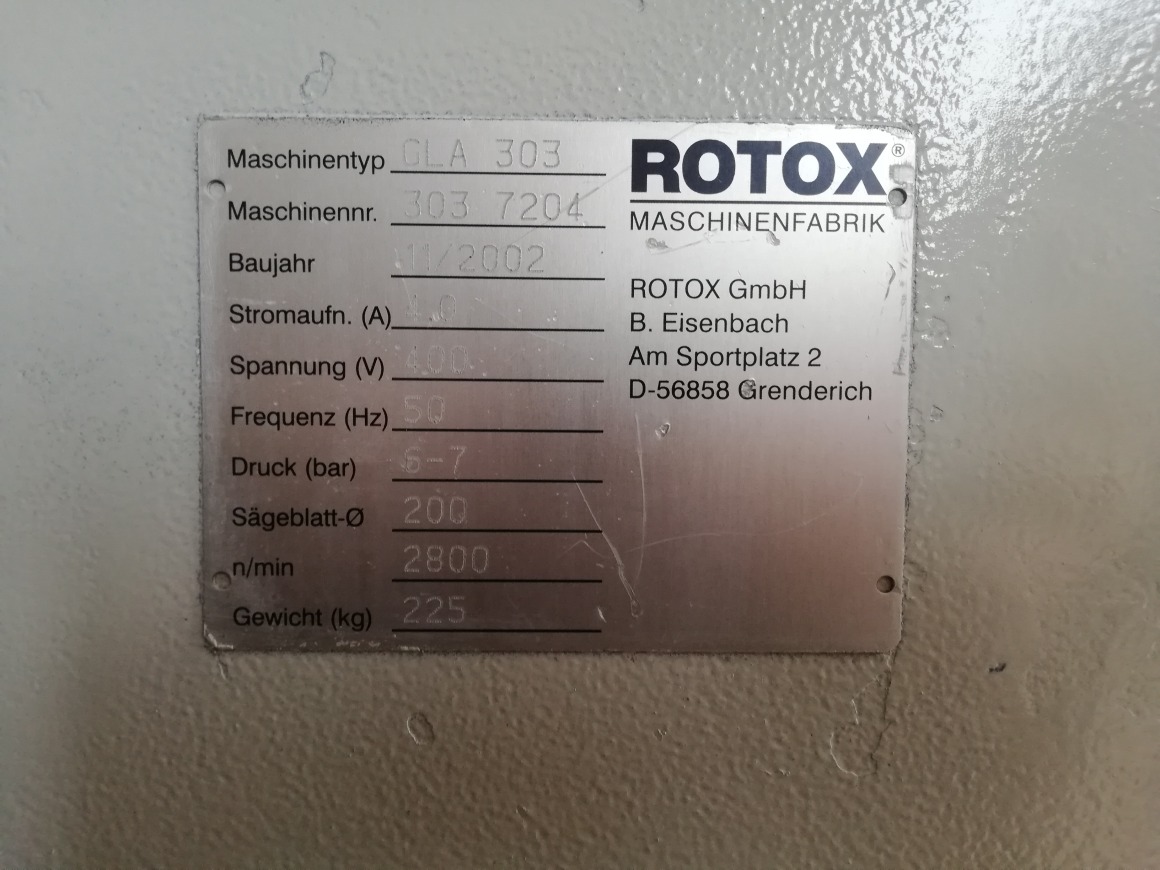 Maschinentyp GLA 303
Maschinennr. 303 7204
Baujahr 11/2002
Stromaufn. (A) 4.0
Spannung (V) 400
Frequenz (Hz) 50
Druck (bar) 6-7
Sägeblatt-Ø 200
n/min 2800
Gewicht (kg) 225
ROTOX®
MASCHINENFABRIK
ROTOX GmbH
B. Eisenbach
Am Sportplatz 2
D-56858 Grenderich